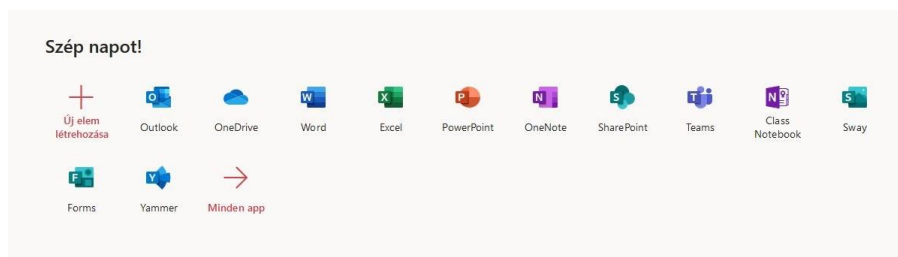 Szép napot!
Új elem
létrehozása
Outlook
OneDrive
Word
Excel
PowerPoint
OneNote
SharePoint
Teams
Class
Notebook
Sway
Forms
Yammer
Minden app